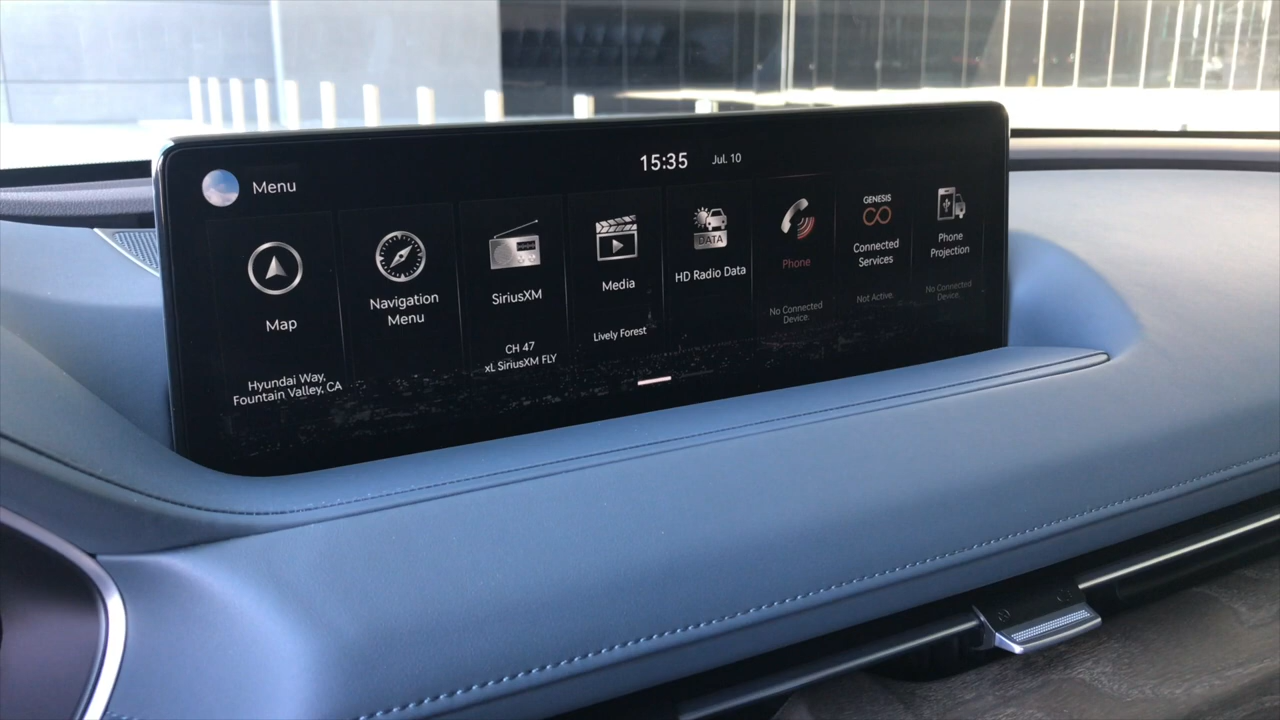 15:35 Jul. 10
Menu
Map
Hyundai Way,
Fountain Valley, CA
Navigation
Menu
SiriusXM
CH 47
xL SiriusXM FLY
Media
Lively Forest
DATA
HD Radio Data
Phone
No Connected
Device.
GENESIS
Connected
Services
Not Active.
Phone
Projection
No Connected
Device.